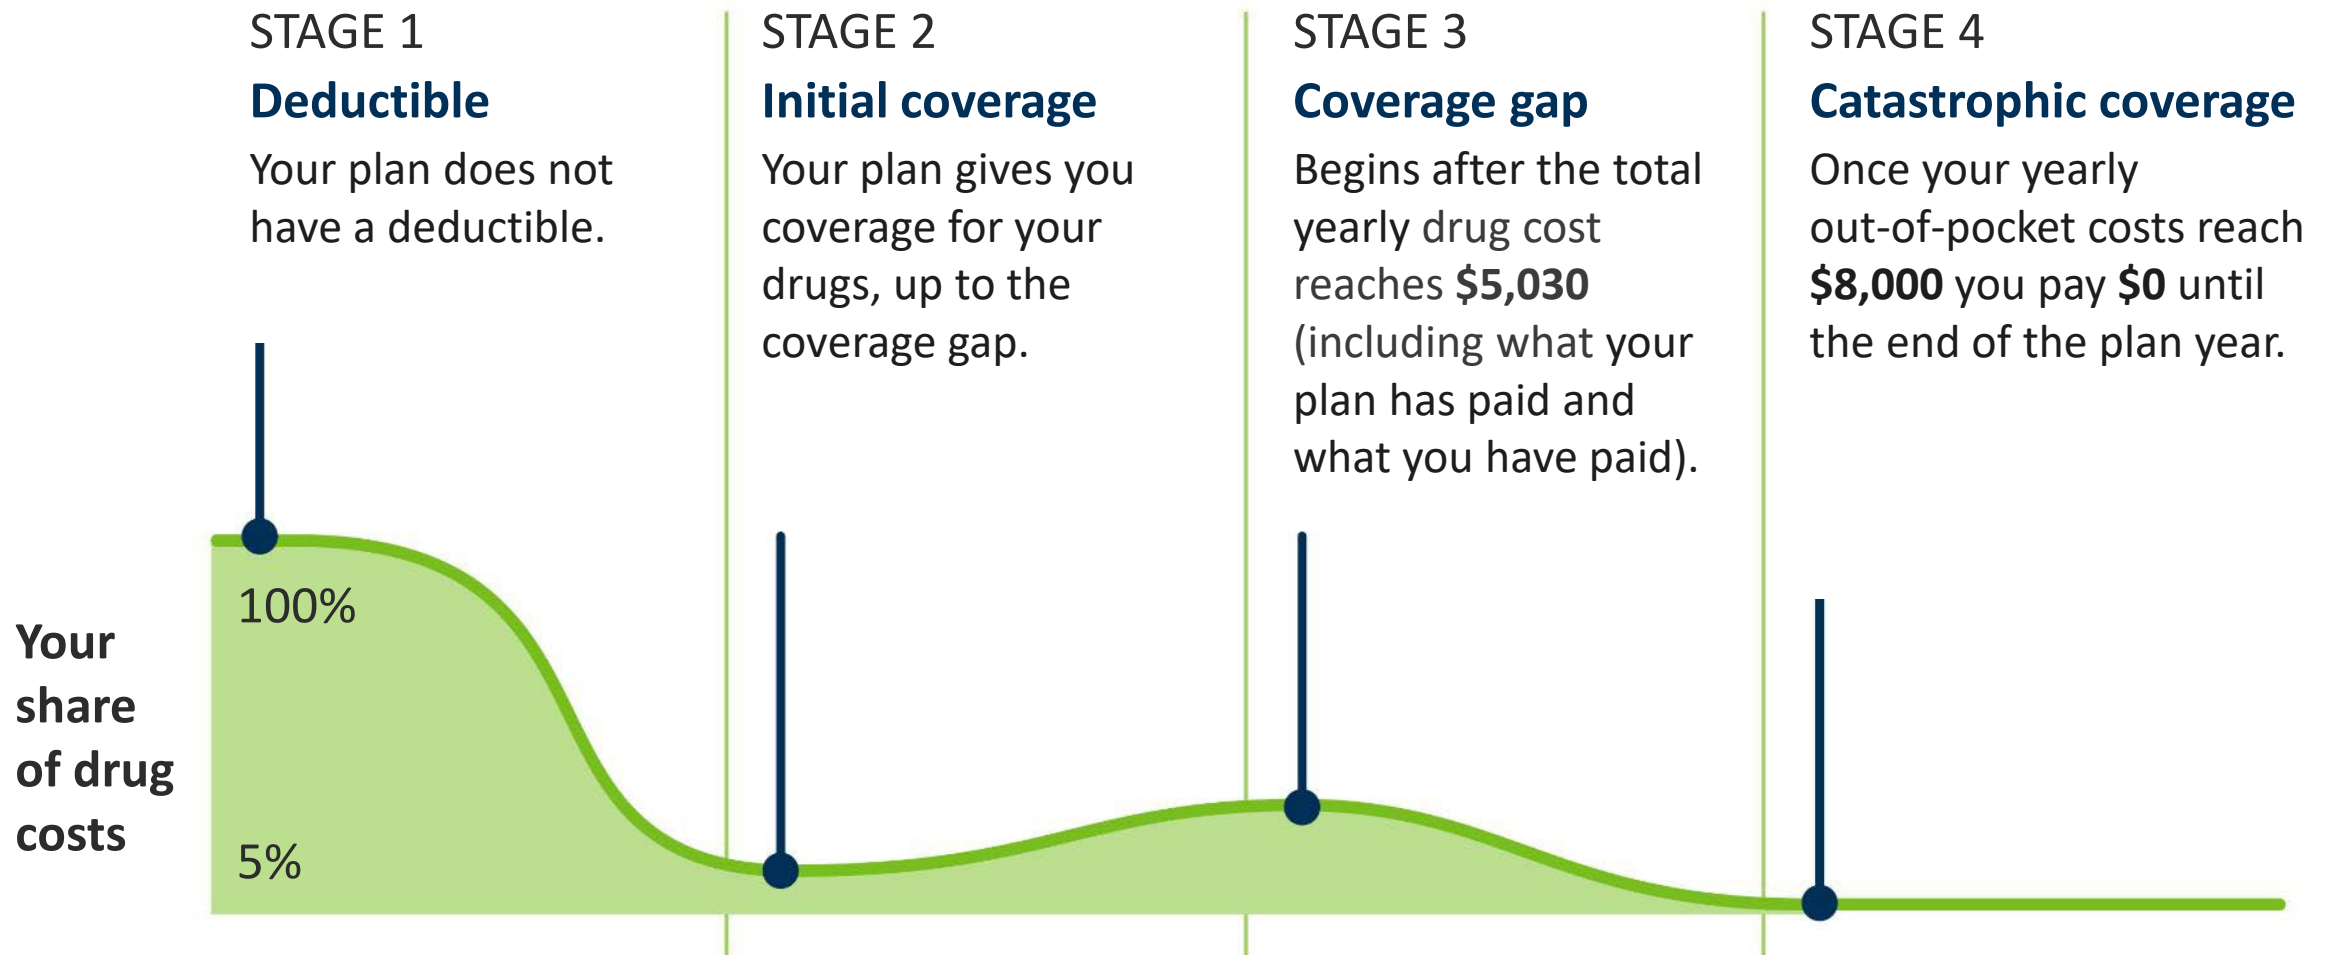 STAGE 1
Deductible
Your plan does not
have a deductible.
STAGE 2
Initial coverage
Your plan gives you
coverage for your
drugs, up to the
coverage gap.
STAGE 3
Coverage gap
Begins after the total
yearly drug cost
reaches $5,030
(including what your
plan has paid and
what you have paid).
STAGE 4
Catastrophic coverage
Once your yearly
out-of-pocket costs reach
$8,000 you pay $0 until
the end of the plan year.
Your
share
of drug
costs
100%
5%